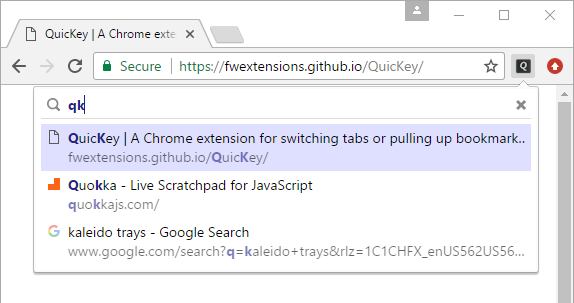 QuicKey | A Chrome exte
Secure | https://fwextensions.github.io/QuicKey/
Q
qk
QuicKey | A Chrome extension for switching tabs or pulling up bookmark..
fwextensions.github.io/QuicKey/
Quokka - Live Scratchpad for JavaScript
quokkajs.com/
G
kaleido trays - Google Search
www.google.com/search?q=kaleido+trays&rlz=1C1CHFX_enUS562US56...